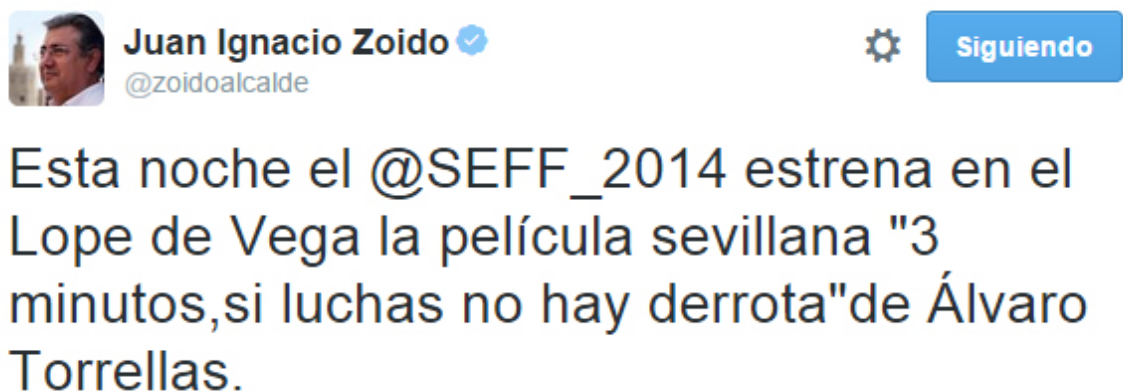 Juan Ignacio Zoido
@zoidoalcalde
Siguiendo
Esta noche el @SEFF_2014 estrena en el
Lope de Vega la película sevillana "3
minutos,si luchas no hay derrota"de Álvaro
Torrellas.